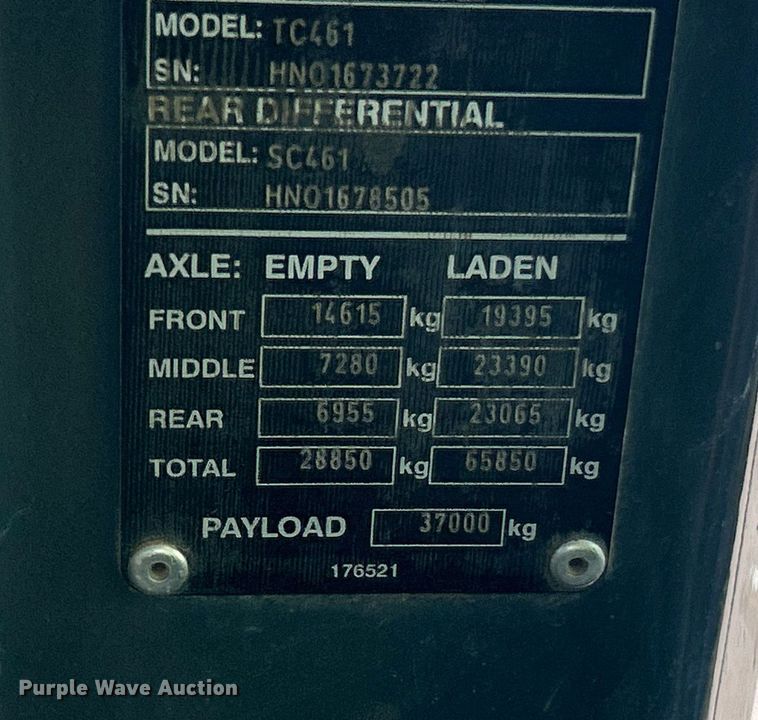 MODEL: TC461
SN: HNO1673722
REAR DIFFERENTIAL
MODEL: SC461
SN: HNO1678505
AXLE: EMPTY LADEN
FRONT 14615 kg 19395 kg
MIDDLE 7280 kg 23390 kg
REAR 6955 kg 23065 kg
TOTAL 28850 kg 65850 kg
PAYLOAD 37000 kg
176521
Purple Wave Auction